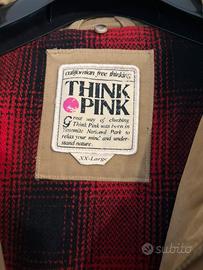 californian free thinking
THINK
PINK
Great way of climbing
Think Pink was born in
Yosemite National Park to
relax your mind and under-
stand nature.
XX-Large
subito